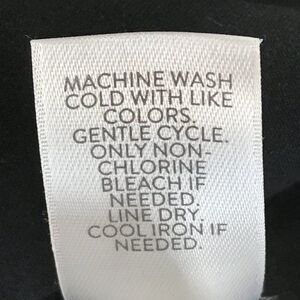 MACHINE WASH
COLD WITH LIKE
COLORS.
GENTLE CYCLE.
ONLY NON-
CHLORINE
BLEACH IF
NEEDED.
LINE DRY.
COOL IRON IF
NEEDED.